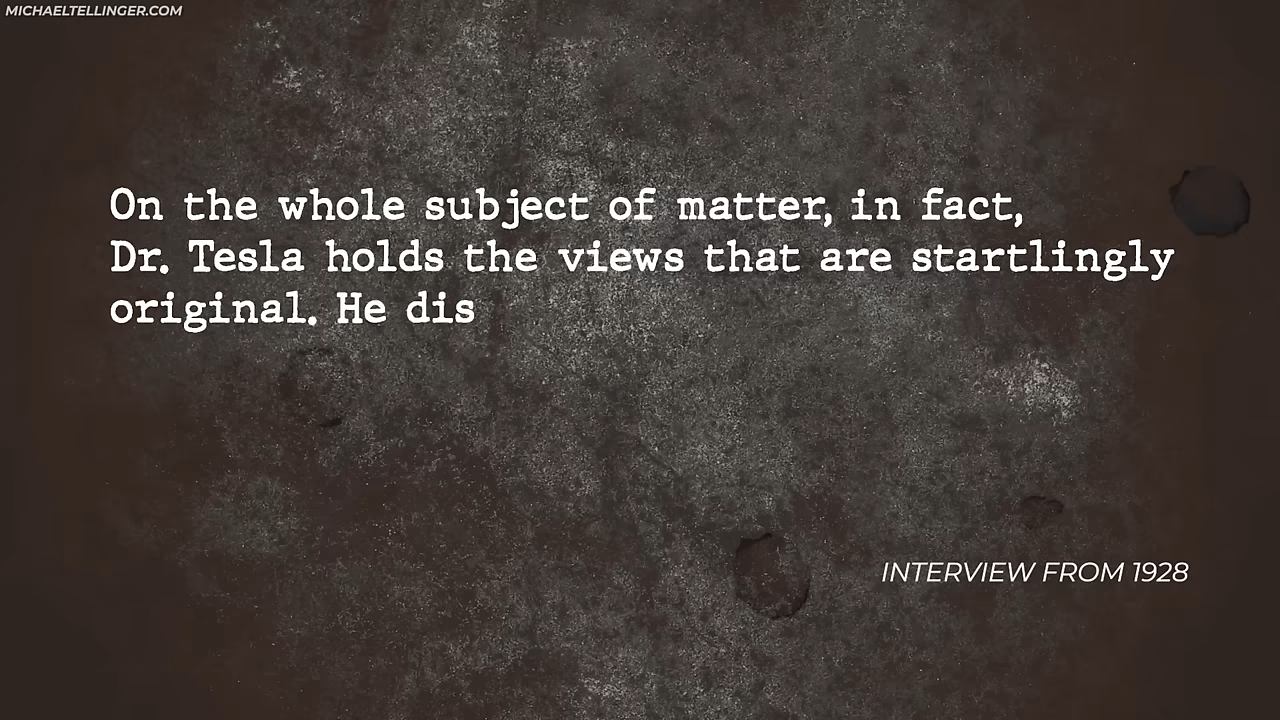 MICHAELTELLINGER.COM
On the whole subject of matter, in fact,
Dr. Tesla holds the views that are startlingly
original. He dis
INTERVIEW FROM 1928